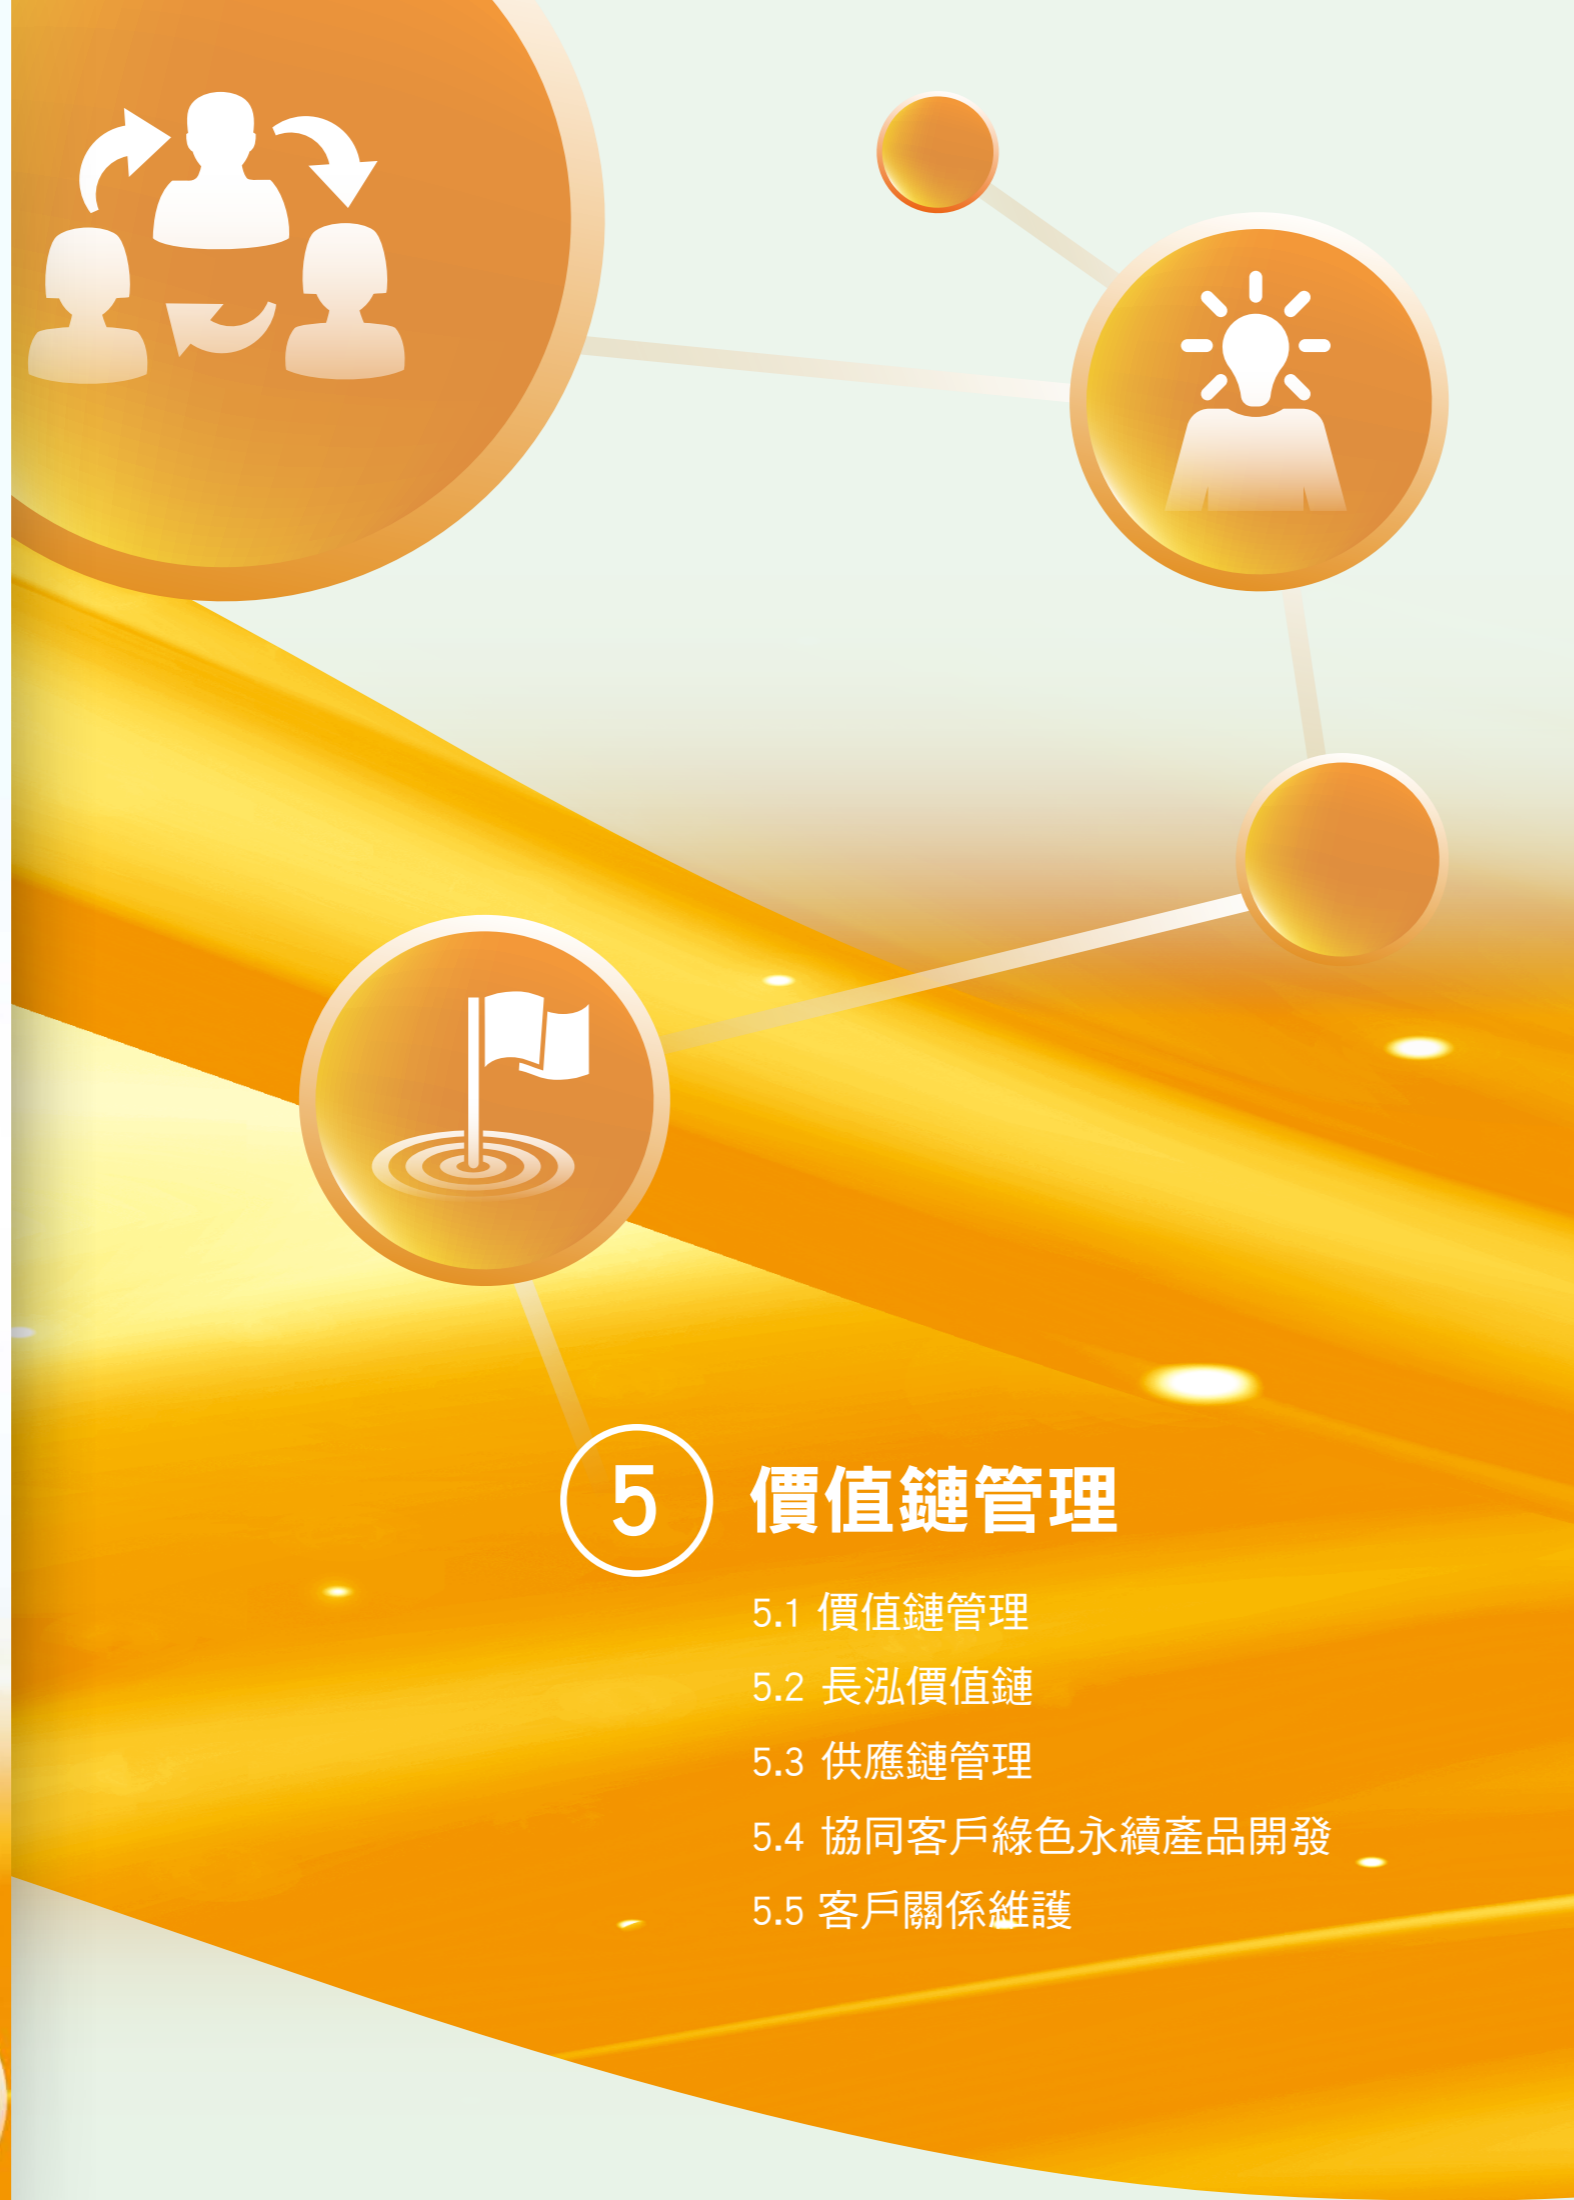 5 價值鏈管理
5.1 價值鏈管理
5.2 長泓價值鏈
5.3 供應鏈管理
5.4 協同客戶綠色永續產品開發
5.5 客戶關係維護